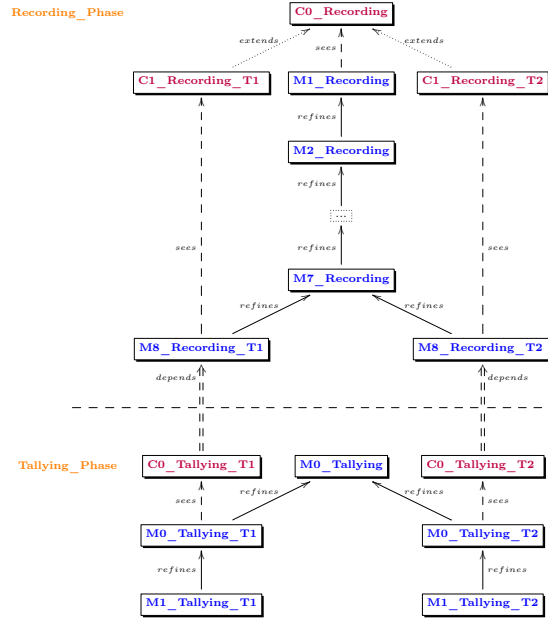 Recording_Phase
C0_Recording
extends
sees
extends
C1_Recording_T1
M1_Recording
C1_Recording_T2
refines
M2_Recording
refines
...
sees
refines
sees
M7_Recording
refines
refines
M8_Recording_T1
M8_Recording_T2
depends
depends
Tallying_Phase
C0_Tallying_T1
M0_Tallying
C0_Tallying_T2
sees
refines
refines
sees
M0_Tallying_T1
M0_Tallying_T2
refines
refines
M1_Tallying_T1
M1_Tallying_T2